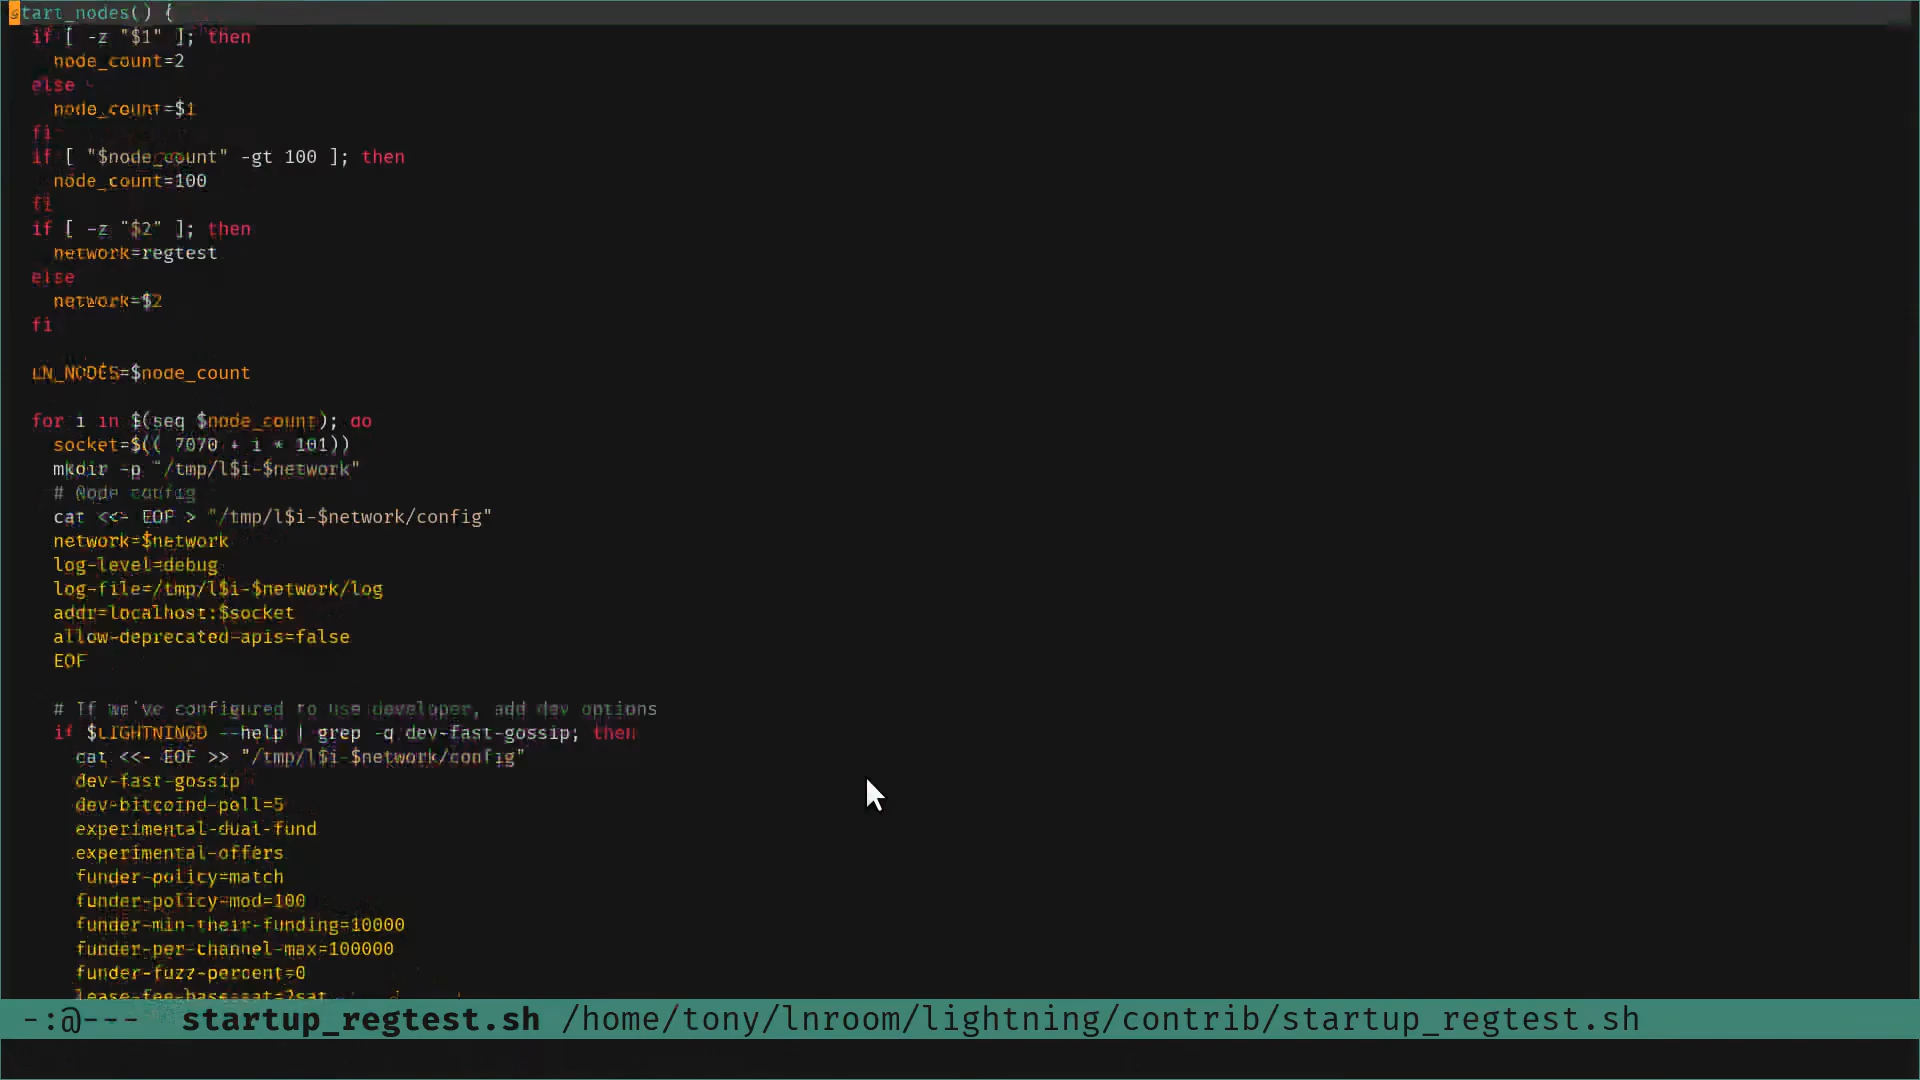 start_nodes() {
  if [ -z "$1" ]; then
    node_count=2
  else
    node_count=$1
  fi
  if [ "$node_count" -gt 100 ]; then
    node_count=100
  fi
  if [ -z "$2" ]; then
    network=regtest
  else
    network=$2
  fi

  LN_NODES=$node_count

  for i in $(seq $node_count); do
    socket=$(( 7070 + i * 101))
    mkdir -p "/tmp/l$i-$network"
    # Node config
    cat <<- EOF > "/tmp/l$i-$network/config"
    network=$network
    log-level=debug
    log-file=/tmp/l$i-$network/log
    addr=localhost:$socket
    allow-deprecated-apis=false
    EOF

    # If we've configured to use developer, add dev options
    if $LIGHTNINGD --help | grep -q dev-fast-gossip; then
      cat <<- EOF >> "/tmp/l$i-$network/config"
      dev-fast-gossip
      dev-bitcoind-poll=5
      experimental-dual-fund
      experimental-offers
      funder-policy=match
      funder-policy-mod=100
      funder-min-their-funding=10000
      funder-per-channel-max=100000
      funder-fuzz-percent=0
      lease-fee-base-sat=2sat
-:@---  startup_regtest.sh /home/tony/lnroom/lightning/contrib/startup_regtest.sh